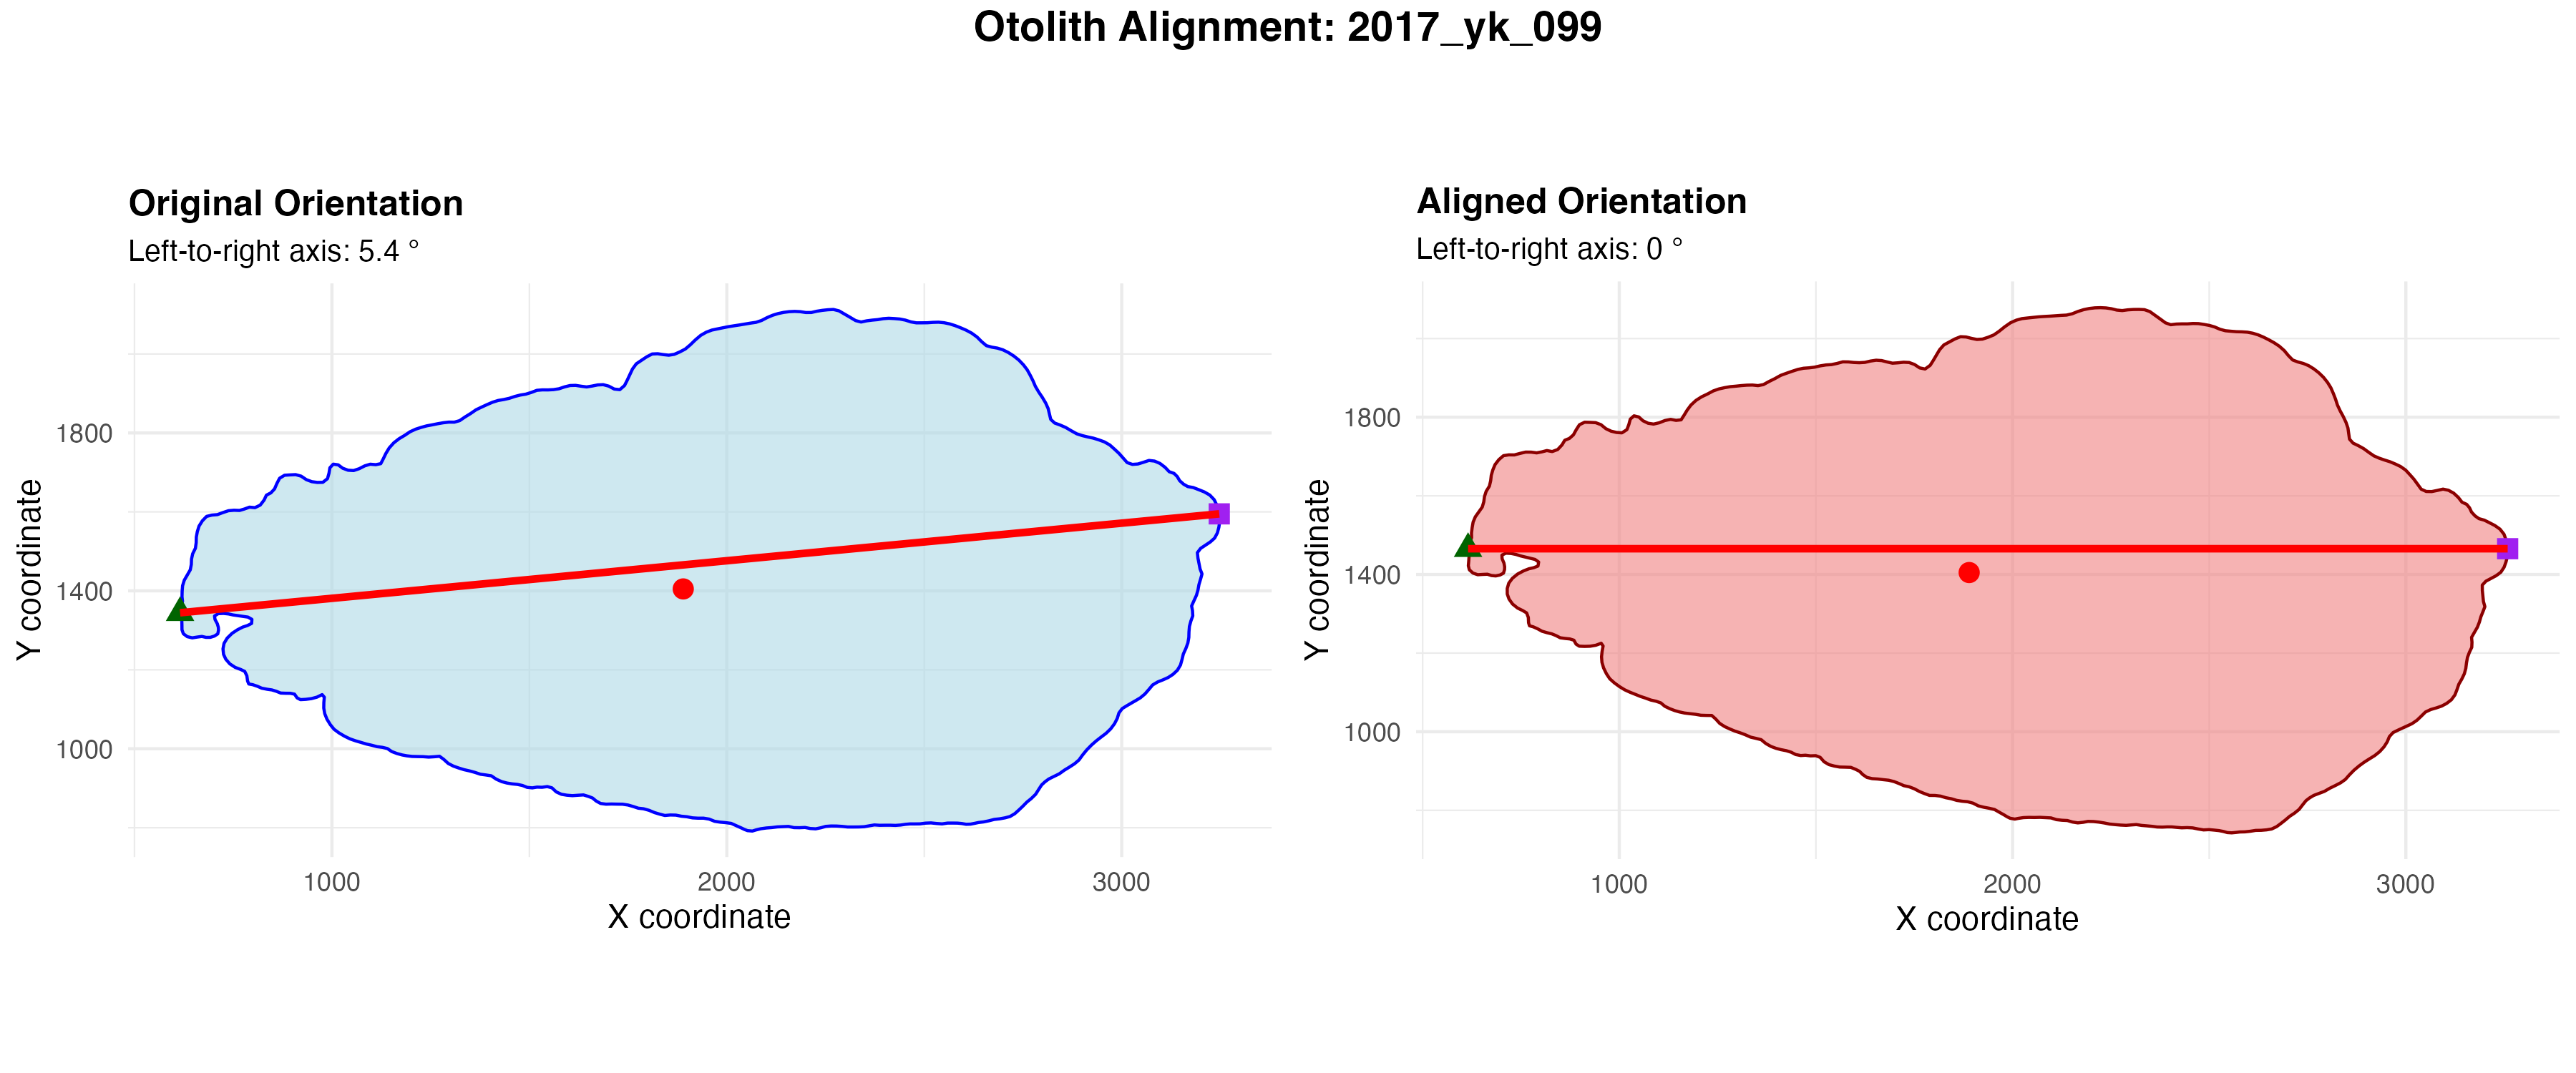 Otolith Alignment: 2017_yk_099
Original Orientation
Left-to-right axis: 5.4 °
1800
1400
1000
Y coordinate
1000 2000 3000
X coordinate
Aligned Orientation
Left-to-right axis: 0 °
1800
1400
1000
Y coordinate
1000 2000 3000
X coordinate